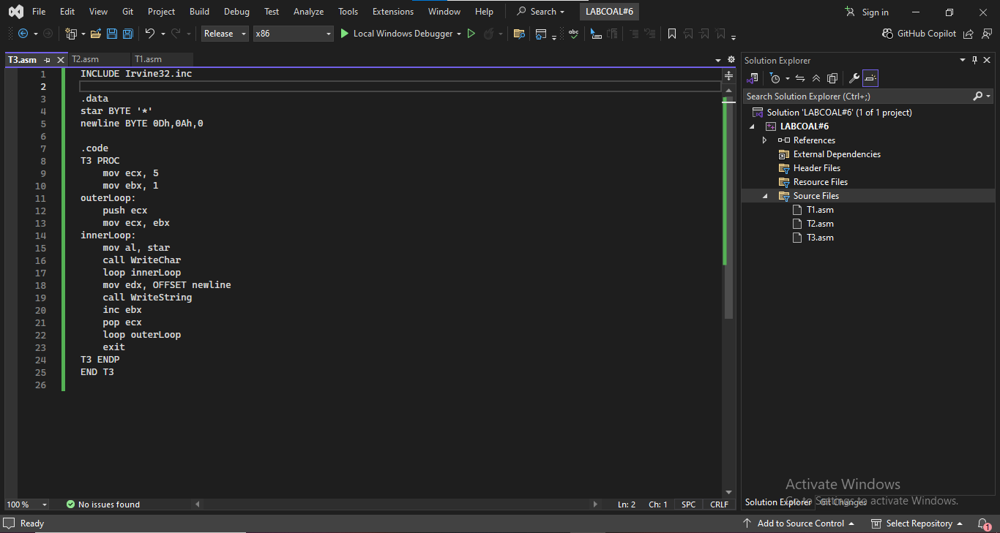 File Edit View Git Project Build Debug Test Analyze Tools Extensions Window Help Search LABCOAL#6 Sign in
Release x86 Local Windows Debugger abc GitHub Copilot
T3.asm T2.asm T1.asm
1 INCLUDE Irvine32.inc
2
3 .data
4 star BYTE '*'
5 newline BYTE 0Dh,0Ah,0
6
7 .code
8 T3 PROC
9 mov ecx, 5
10 mov ebx, 1
11 outerLoop:
12 push ecx
13 mov ecx, ebx
14 innerLoop:
15 mov al, star
16 call WriteChar
17 loop innerLoop
18 mov edx, OFFSET newline
19 call WriteString
20 inc ebx
21 pop ecx
22 loop outerLoop
23 exit
24 T3 ENDP
25 END T3
26
100 % No issues found Ln: 2 Ch: 1 SPC CRLF
Solution Explorer
Search Solution Explorer (Ctrl+;)
Solution 'LABCOAL#6' (1 of 1 project)
LABCOAL#6
References
External Dependencies
Header Files
Resource Files
Source Files
T1.asm
T2.asm
T3.asm
Activate Windows
Go to Settings to activate Windows.
Solution Explorer Git Changes
Ready Add to Source Control Select Repository 1